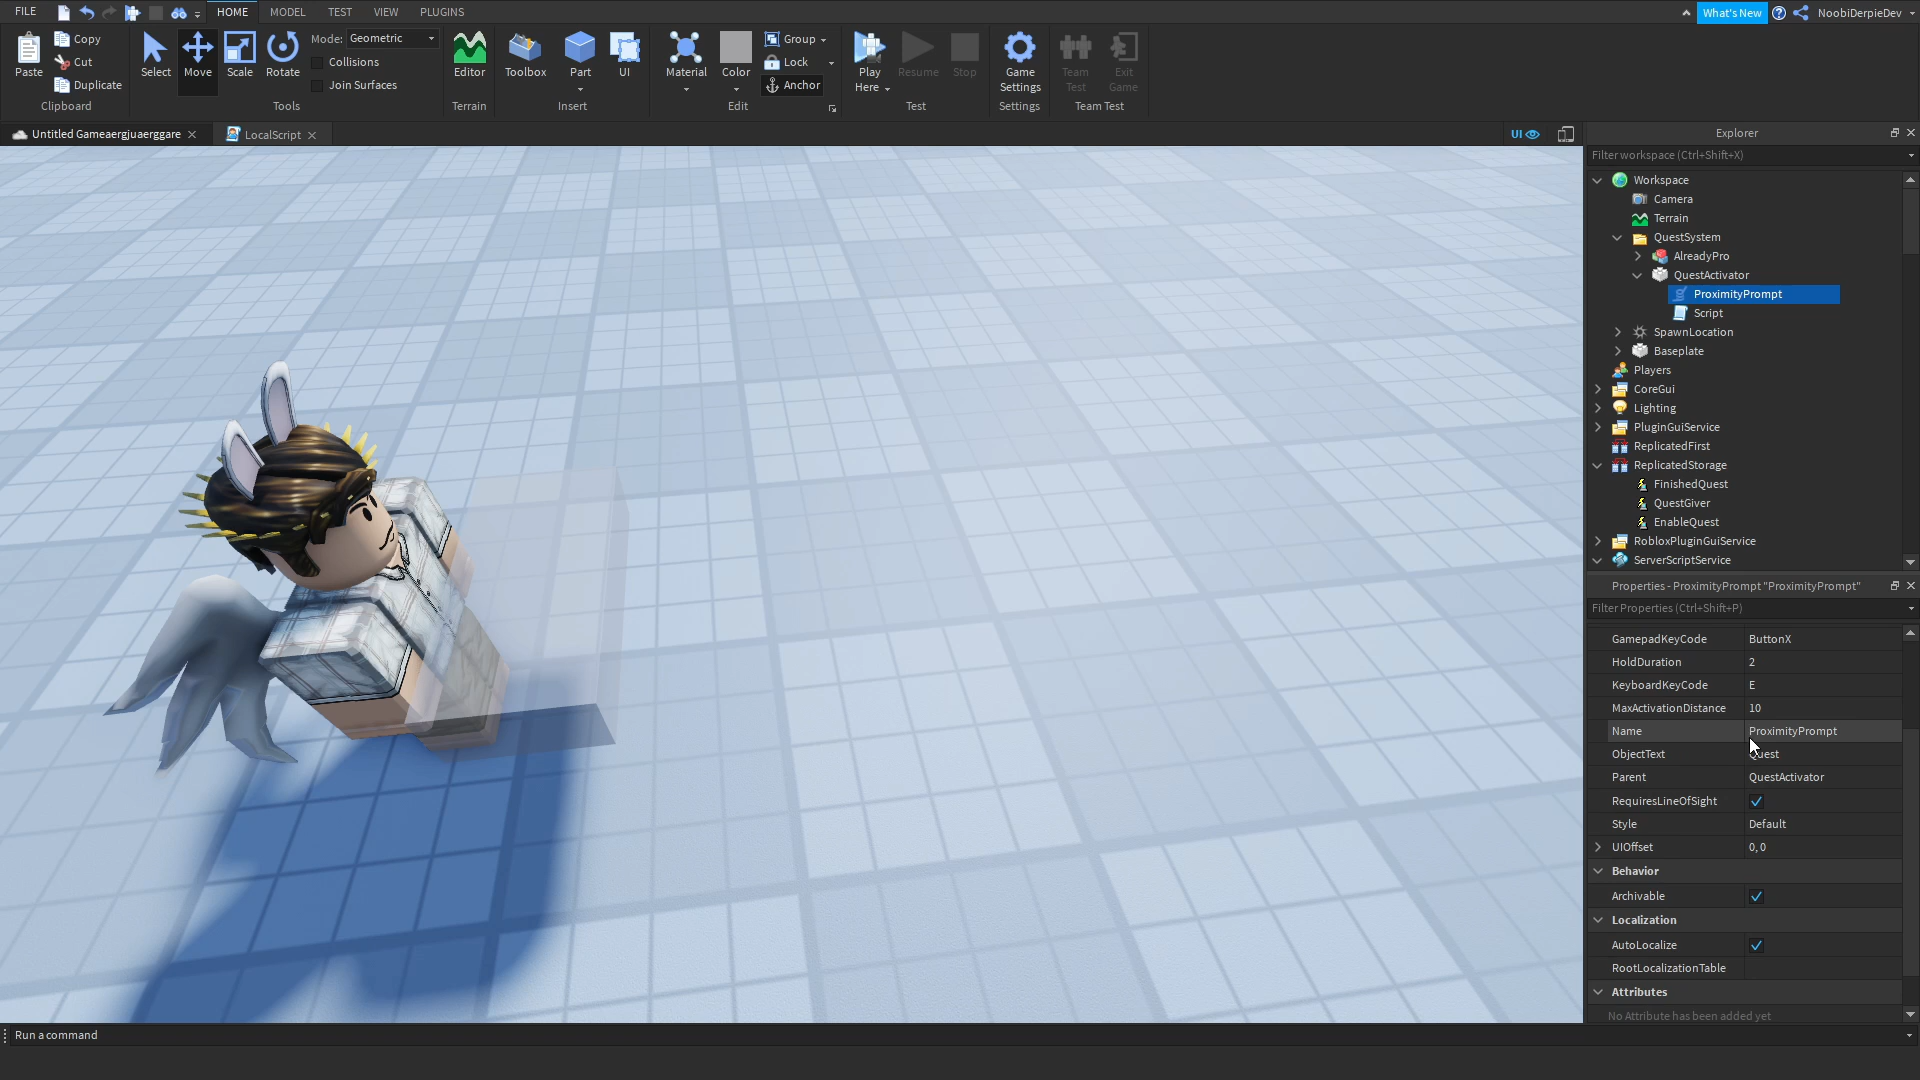 FILE
HOME
MODEL
TEST
VIEW
PLUGINS
What's New
NoobiDerpieDev
Paste
Copy
Cut
Duplicate
Clipboard
Select
Move
Scale
Rotate
Mode: Geometric
Collisions
Join Surfaces
Tools
Editor
Terrain
Toolbox
Part
UI
Insert
Material
Color
Group
Lock
Anchor
Edit
Play
Here
Resume
Stop
Test
Game
Settings
Settings
Team
Test
Exit
Game
Team Test
Untitled Gameaergjuaerggare
LocalScript
UI
Explorer
Filter workspace (Ctrl+Shift+X)
Workspace
Camera
Terrain
QuestSystem
AlreadyPro
QuestActivator
ProximityPrompt
Script
SpawnLocation
Baseplate
Players
CoreGui
Lighting
PluginGuiService
ReplicatedFirst
ReplicatedStorage
FinishedQuest
QuestGiver
EnableQuest
RobloxPluginGuiService
ServerScriptService
Properties - ProximityPrompt "ProximityPrompt"
Filter Properties (Ctrl+Shift+P)
GamepadKeyCode ButtonX
HoldDuration 2
KeyboardKeyCode E
MaxActivationDistance 10
Name ProximityPrompt
ObjectText Quest
Parent QuestActivator
RequiresLineOfSight
Style Default
UIOffset 0, 0
Behavior
Archivable
Localization
AutoLocalize
RootLocalizationTable
Attributes
No Attribute has been added yet
Run a command